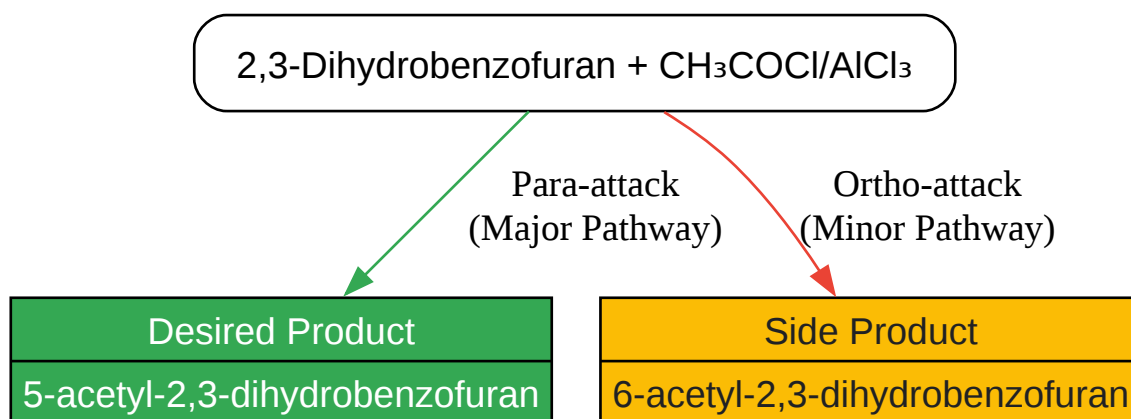 2,3-Dihydrobenzofuran + CH₃COCl/AlCl₃
Para-attack
(Major Pathway)
Ortho-attack
(Minor Pathway)
Desired Product
5-acetyl-2,3-dihydrobenzofuran
Side Product
6-acetyl-2,3-dihydrobenzofuran